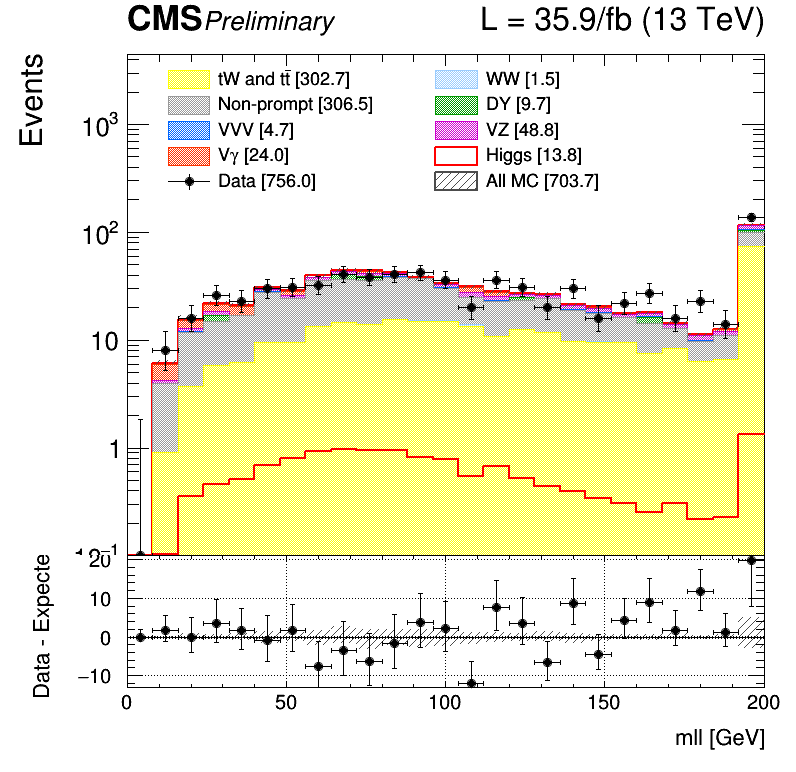 CMS Preliminary L = 35.9/fb (13 TeV)
Events
tW and tt̄ [302.7] WW [1.5]
Non-prompt [306.5] DY [9.7]
VVV [4.7] VZ [48.8]
Vγ [24.0] Higgs [13.8]
Data [756.0] All MC [703.7]
10³
10²
10
1
Data - Expecte
20
10
0
−10
0 50 100 150 200
mll [GeV]